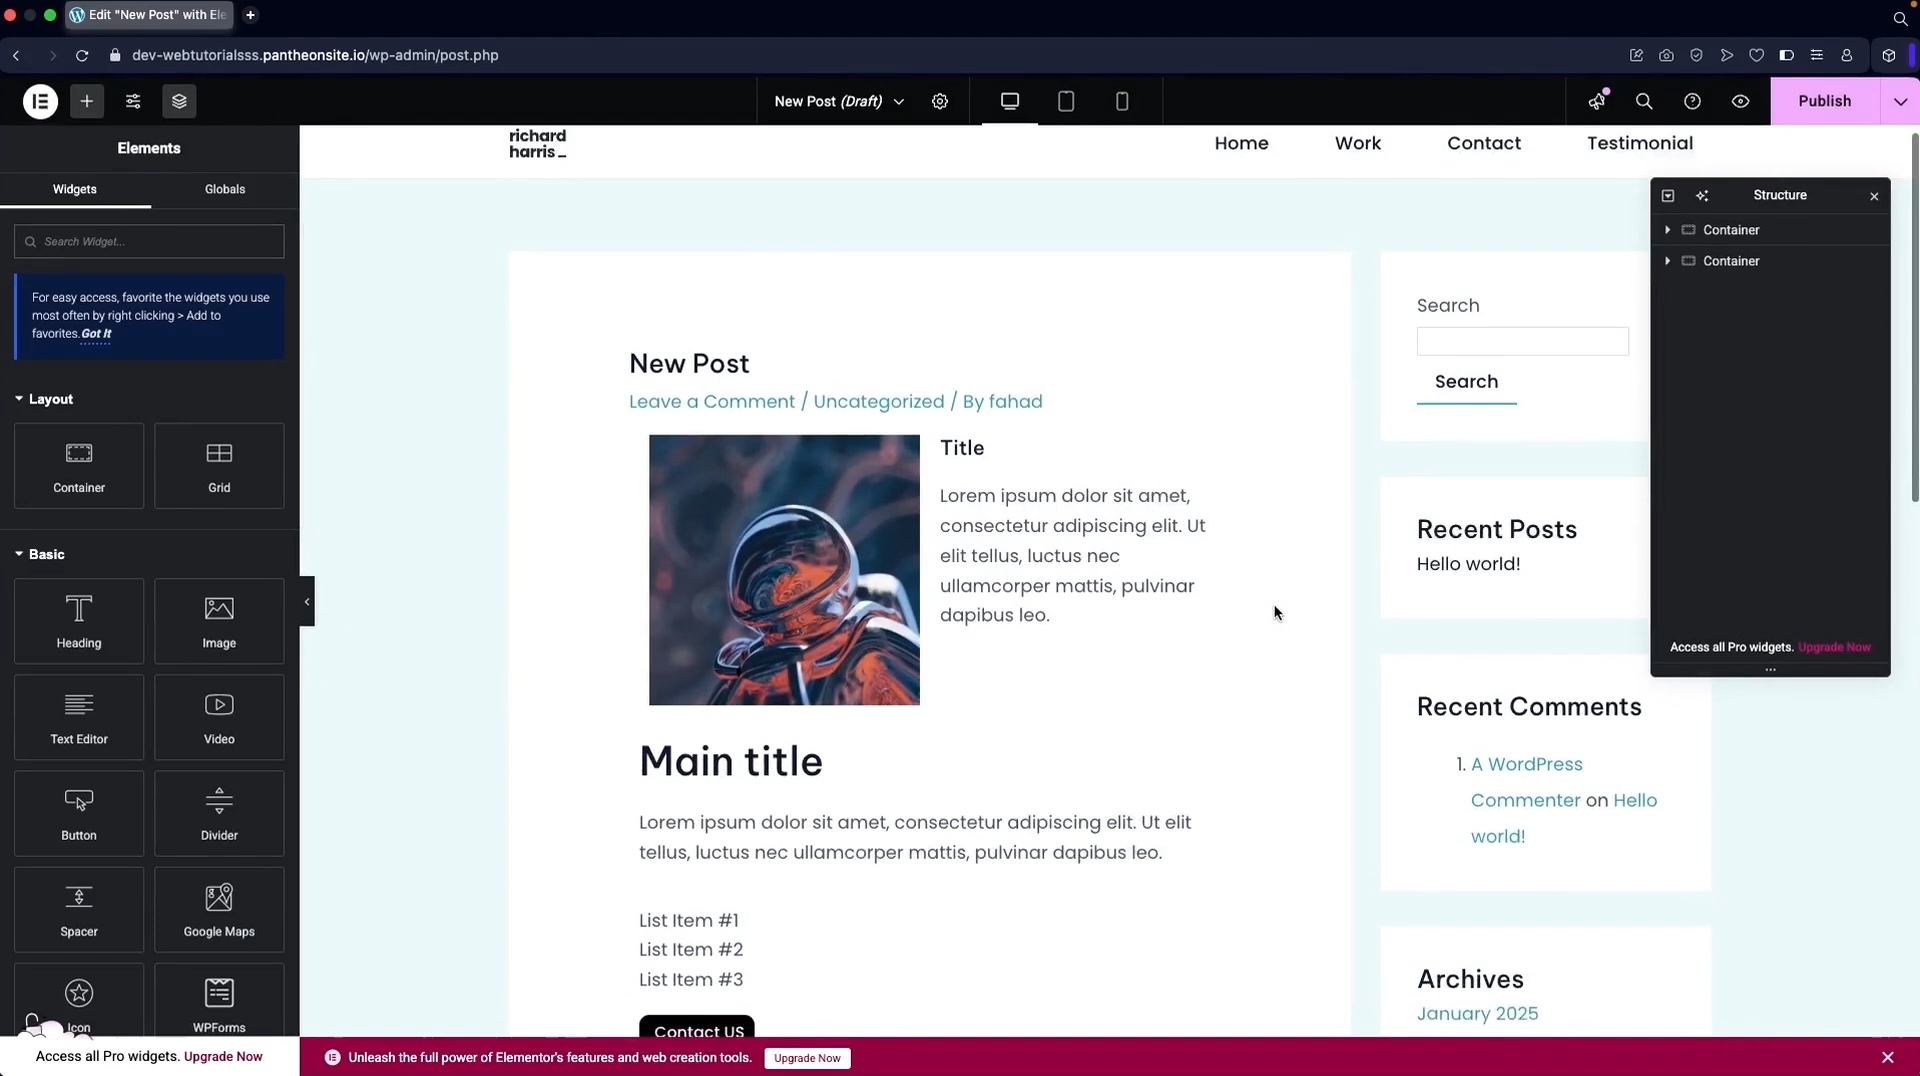 Edit "New Post" with Ele
dev-webtutorialsss.pantheonsite.io/wp-admin/post.php
New Post (Draft)
Publish
Elements
Widgets
Globals
Search Widget...
For easy access, favorite the widgets you use
most often by right clicking > Add to
favorites. Got It
Layout
Container
Grid
Basic
Heading
Image
Text Editor
Video
Button
Divider
Spacer
Google Maps
Icon
WPForms
Access all Pro widgets. Upgrade Now
richard
harris_
Home
Work
Contact
Testimonial
New Post
Leave a Comment / Uncategorized / By fahad
Title
Lorem ipsum dolor sit amet,
consectetur adipiscing elit. Ut
elit tellus, luctus nec
ullamcorper mattis, pulvinar
dapibus leo.
Main title
Lorem ipsum dolor sit amet, consectetur adipiscing elit. Ut elit
tellus, luctus nec ullamcorper mattis, pulvinar dapibus leo.
List Item #1
List Item #2
List Item #3
Contact US
Search
Search
Recent Posts
Hello world!
Recent Comments
1. A WordPress
Commenter on Hello
world!
Archives
January 2025
Structure
Container
Container
Access all Pro widgets. Upgrade Now
Unleash the full power of Elementor's features and web creation tools.
Upgrade Now